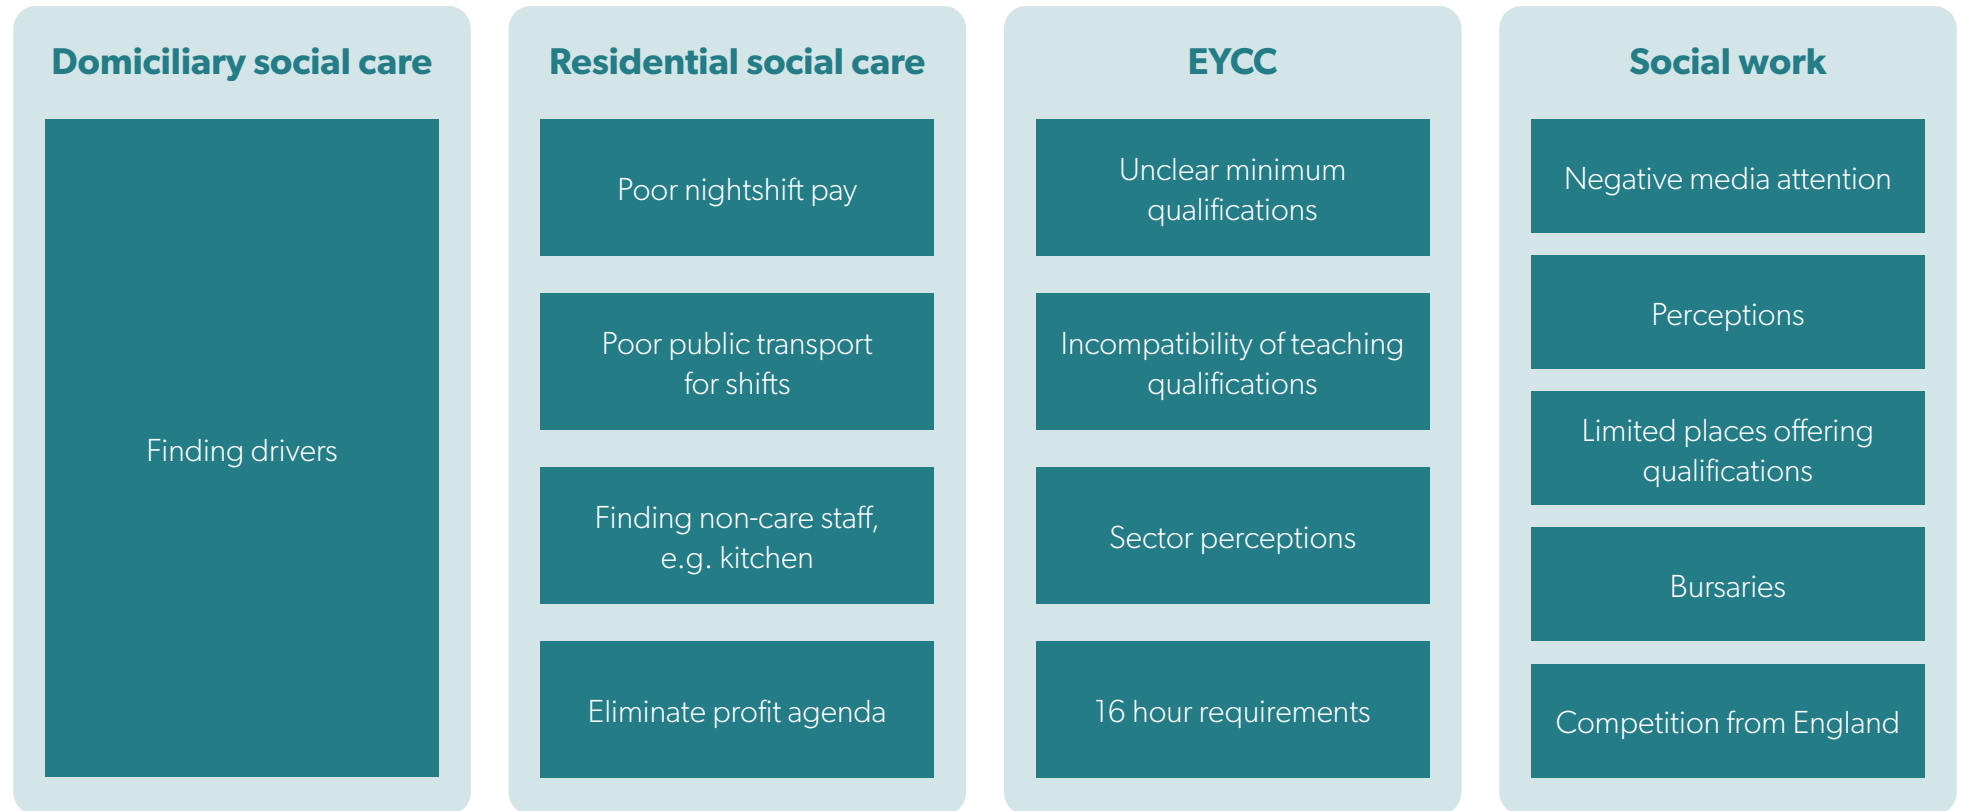 Domiciliary social care
Finding drivers
Residential social care
Poor nightshift pay
Poor public transport
for shifts
Finding non-care staff,
e.g. kitchen
Eliminate profit agenda
EYCC
Unclear minimum
qualifications
Incompatibility of teaching
qualifications
Sector perceptions
16 hour requirements
Social work
Negative media attention
Perceptions
Limited places offering
qualifications
Bursaries
Competition from England